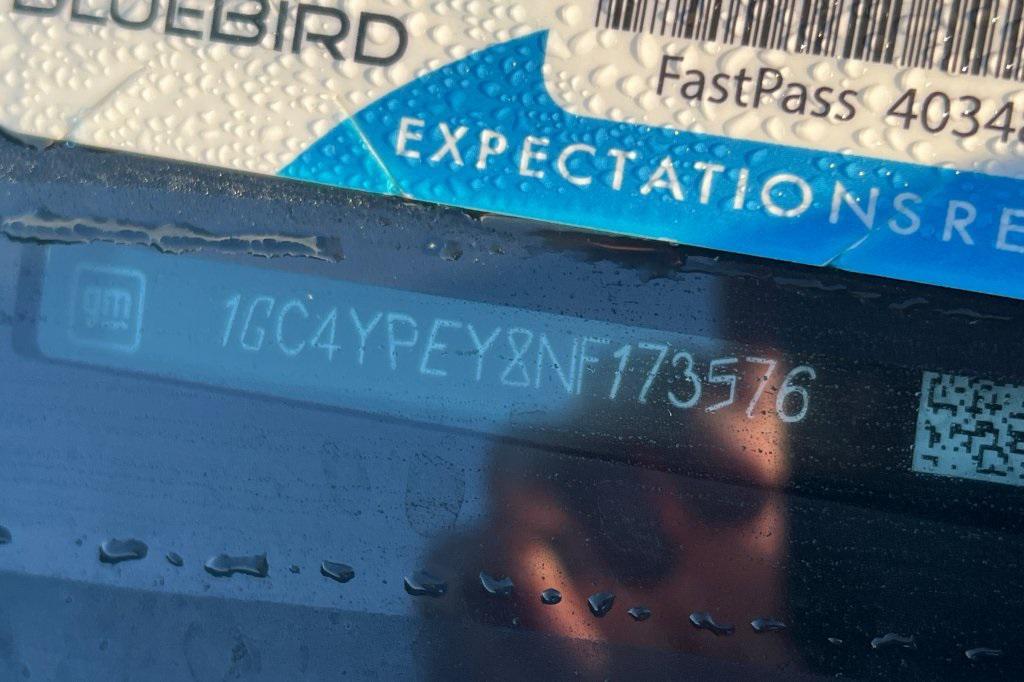 BLUEBIRD
FastPass 4034
EXPECTATIONS RE
gm
1GC4YPEY8NF173576